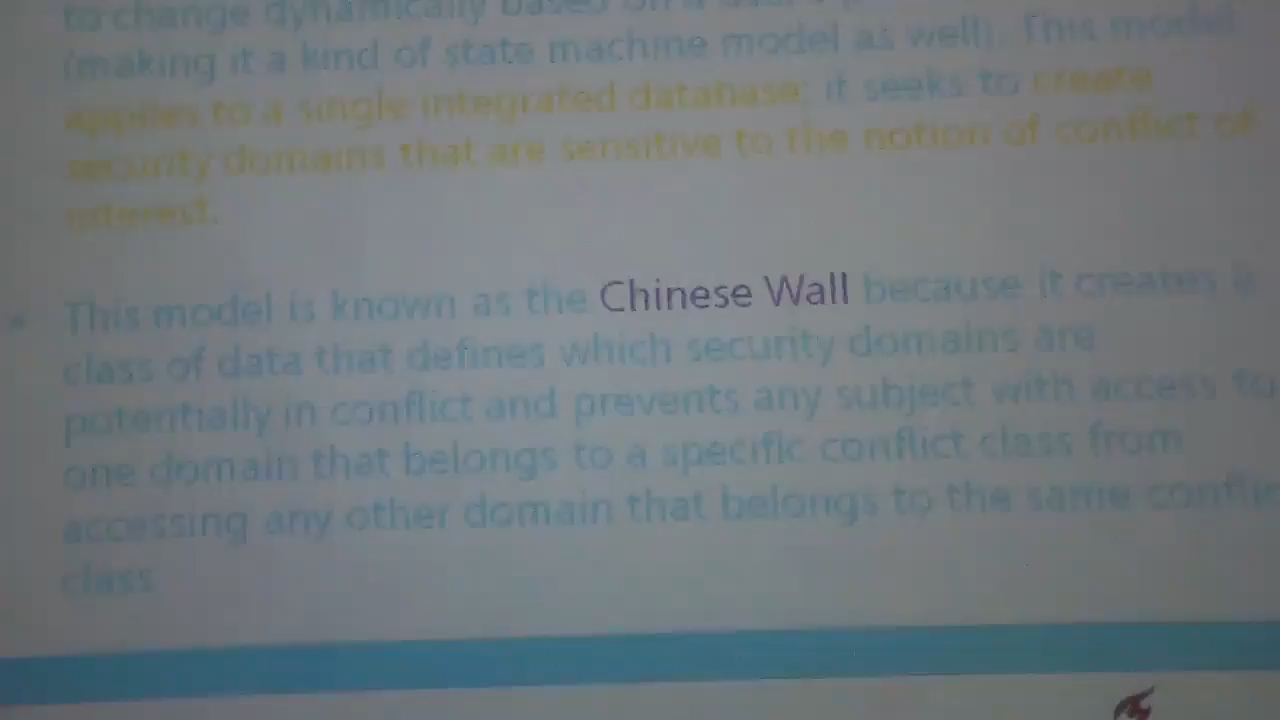 to change dynamically based on a
(making it a kind of state machine model as well). This model
applies to a single integrated database; it seeks to create
security domains that are sensitive to the notion of conflict of
interest.
This model is known as the Chinese Wall because it creates a
class of data that defines which security domains are
potentially in conflict and prevents any subject with access to
one domain that belongs to a specific conflict class from
accessing any other domain that belongs to the same conflic
class